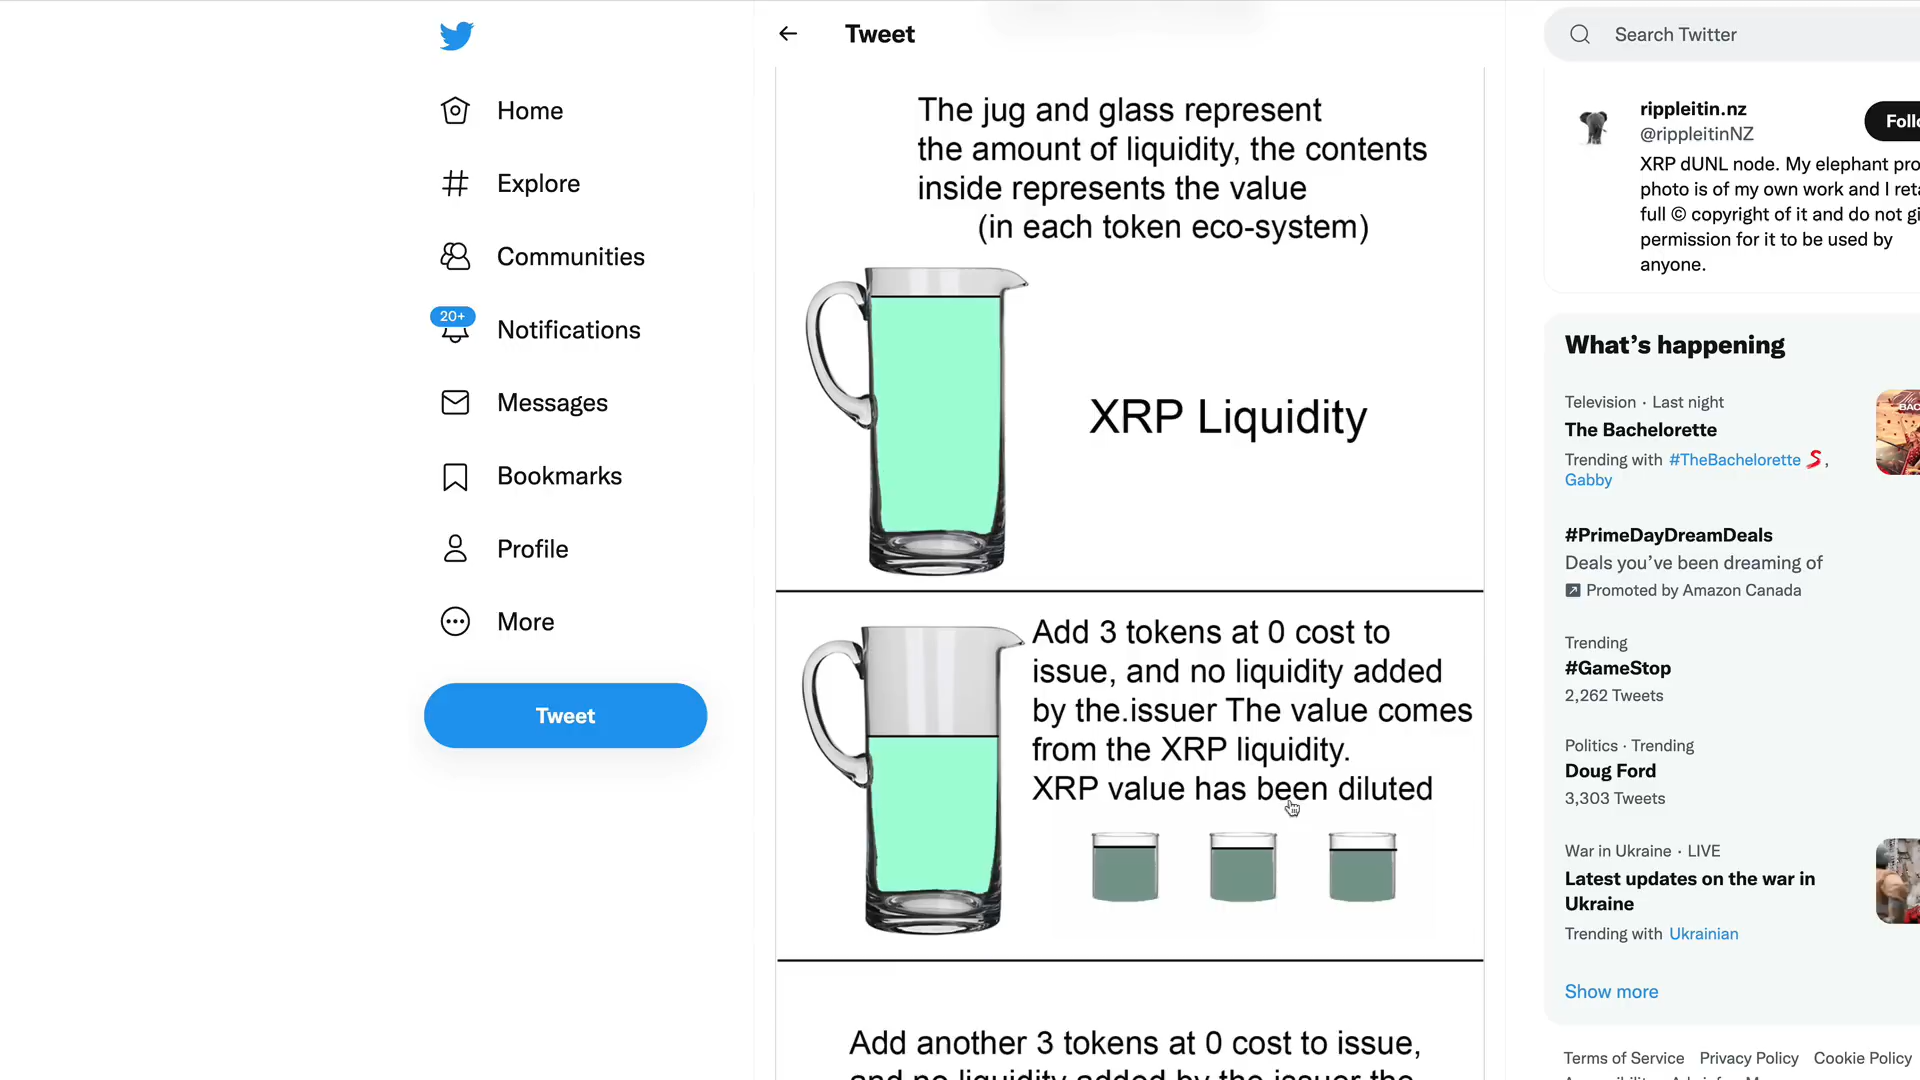 Tweet
Search Twitter
Home
Explore
Communities
20+
Notifications
Messages
Bookmarks
Profile
More
Tweet
The jug and glass represent
the amount of liquidity, the contents
inside represents the value
(in each token eco-system)
XRP Liquidity
Add 3 tokens at 0 cost to
issue, and no liquidity added
by the.issuer The value comes
from the XRP liquidity.
XRP value has been diluted
Add another 3 tokens at 0 cost to issue,
and no liquidity added by the issuer the
rippleitin.nz
@rippleitinNZ
XRP dUNL node. My elephant
photo is of my own work and I
full © copyright of it and do not
permission for it to be used by
anyone.
What's happening
Television · Last night
The Bachelorette
Trending with #TheBachelorette,
Gabby
#PrimeDayDreamDeals
Deals you've been dreaming of
Promoted by Amazon Canada
Trending
#GameStop
2,262 Tweets
Politics · Trending
Doug Ford
3,303 Tweets
War in Ukraine · LIVE
Latest updates on the war in
Ukraine
Trending with Ukrainian
Show more
Terms of Service Privacy Policy Cookie Policy